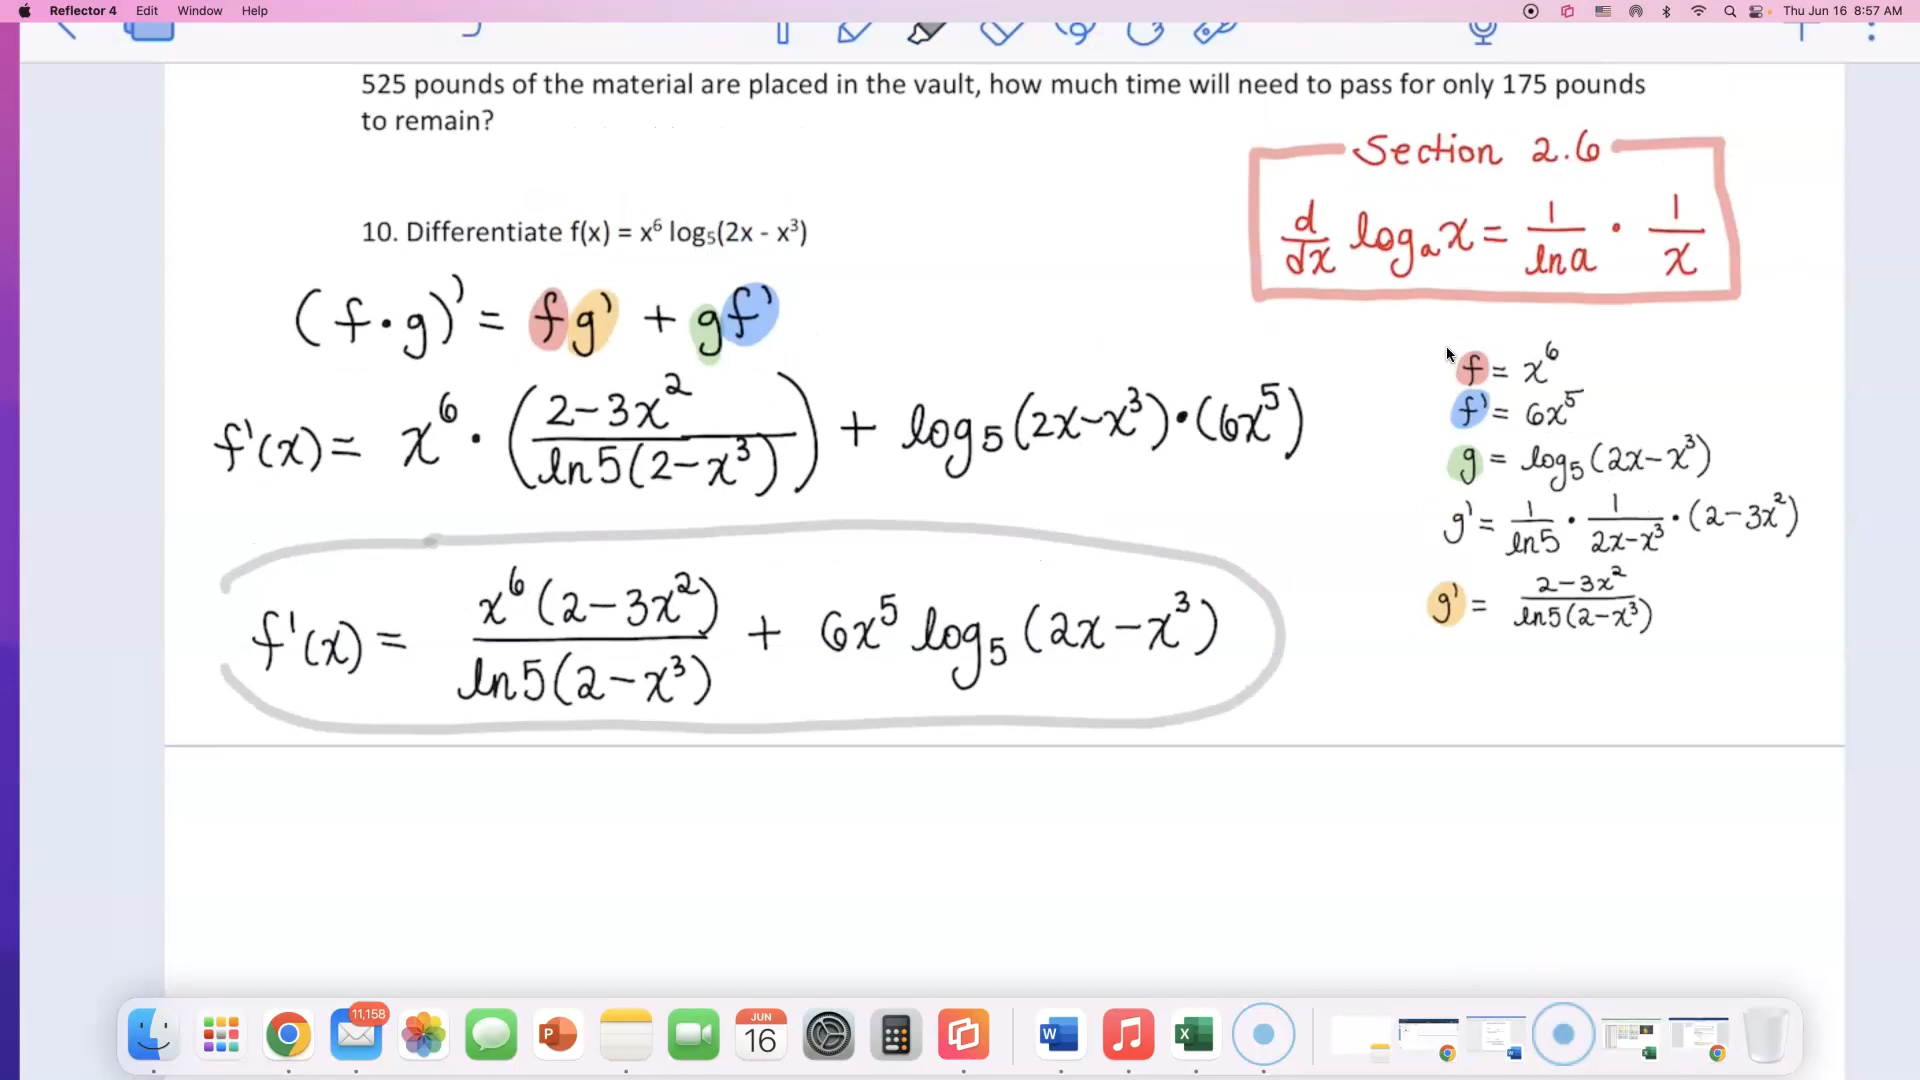 Reflector 4 Edit Window Help Thu Jun 16 8:57 AM
525 pounds of the material are placed in the vault, how much time will need to pass for only 175 pounds
to remain?
Section 2.6
d/dx logₐx = 1/ln a · 1/x
10. Differentiate f(x) = x⁶ log₅(2x - x³)
(f·g)' = fg' + gf'
f'(x) = x⁶ · ((2-3x²)/(ln5(2-x³))) + log₅(2x-x³)·(6x⁵)
f'(x) = x⁶(2-3x²)/(ln5(2-x³)) + 6x⁵ log₅(2x-x³)
f = x⁶
f' = 6x⁵
g = log₅(2x-x³)
g' = 1/ln5 · 1/(2x-x³) · (2-3x²)
g' = (2-3x²)/(ln5(2-x³))
11,158
P
JUN
16
W
X